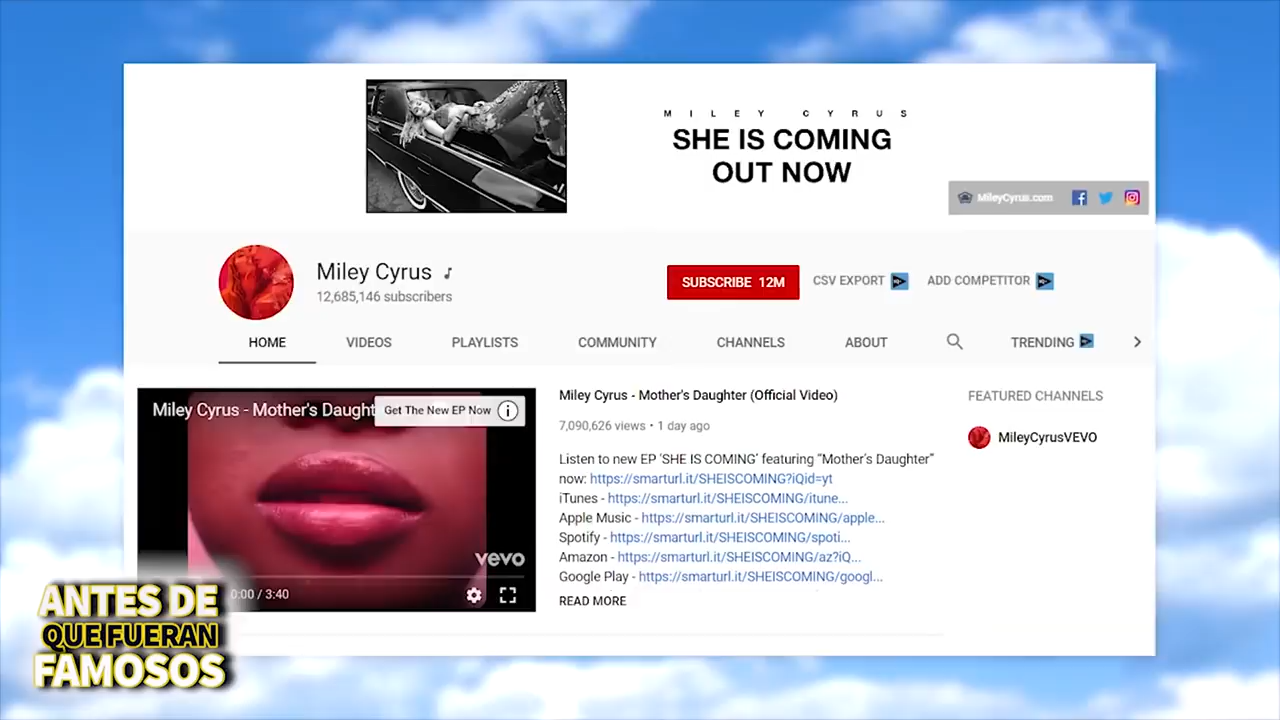 MILEY CYRUS
SHE IS COMING
OUT NOW
MileyCyrus.com
Miley Cyrus
12,685,146 subscribers
SUBSCRIBE 12M
CSV EXPORT
ADD COMPETITOR
HOME VIDEOS PLAYLISTS COMMUNITY CHANNELS ABOUT TRENDING
Miley Cyrus - Mother's Daught
Get The New EP Now
vevo
0:00 / 3:40
Miley Cyrus - Mother's Daughter (Official Video)
7,090,626 views • 1 day ago
Listen to new EP 'SHE IS COMING' featuring “Mother's Daughter”
now: https://smarturl.it/SHEISCOMING?iQid=yt
iTunes - https://smarturl.it/SHEISCOMING/itune...
Apple Music - https://smarturl.it/SHEISCOMING/apple...
Spotify - https://smarturl.it/SHEISCOMING/spoti...
Amazon - https://smarturl.it/SHEISCOMING/az?iQ...
Google Play - https://smarturl.it/SHEISCOMING/googl...
READ MORE
FEATURED CHANNELS
MileyCyrusVEVO
ANTES DE
QUE FUERAN
FAMOSOS